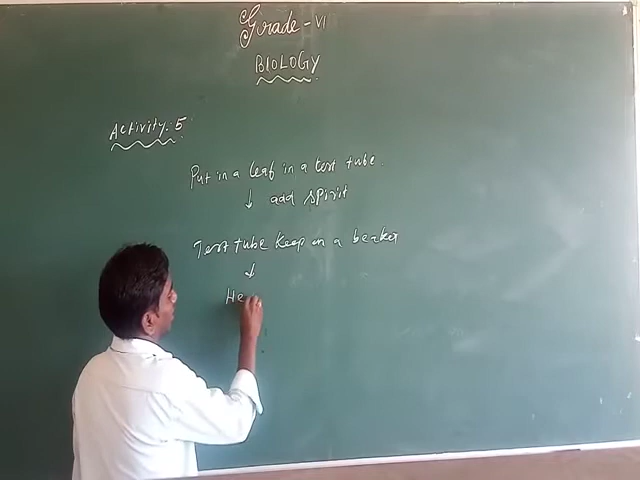 Grade - VI
BIOLOGY
Activity: 5
Put in a leaf in a test tube.
↓ add spirit
Test tube keep in a beaker
↓
He